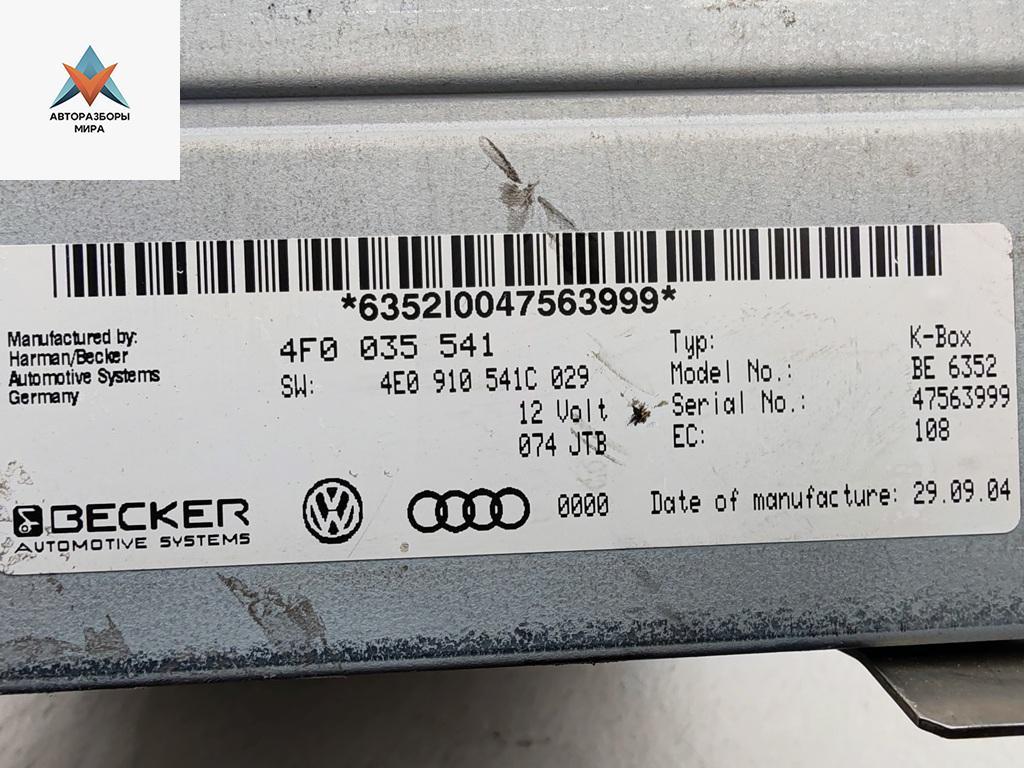 АВТОРАЗБОРЫ
МИРА
*6352I0047563999*
Manufactured by:
Harman/Becker
Automotive Systems
Germany
4F0 035 541
SW: 4E0 910 541C 029
12 Volt
074 JTB
Typ: K-Box
Model No.: BE 6352
Serial No.: 47563999
EC: 108
BECKER
AUTOMOTIVE SYSTEMS
0000
Date of manufacture: 29.09.04